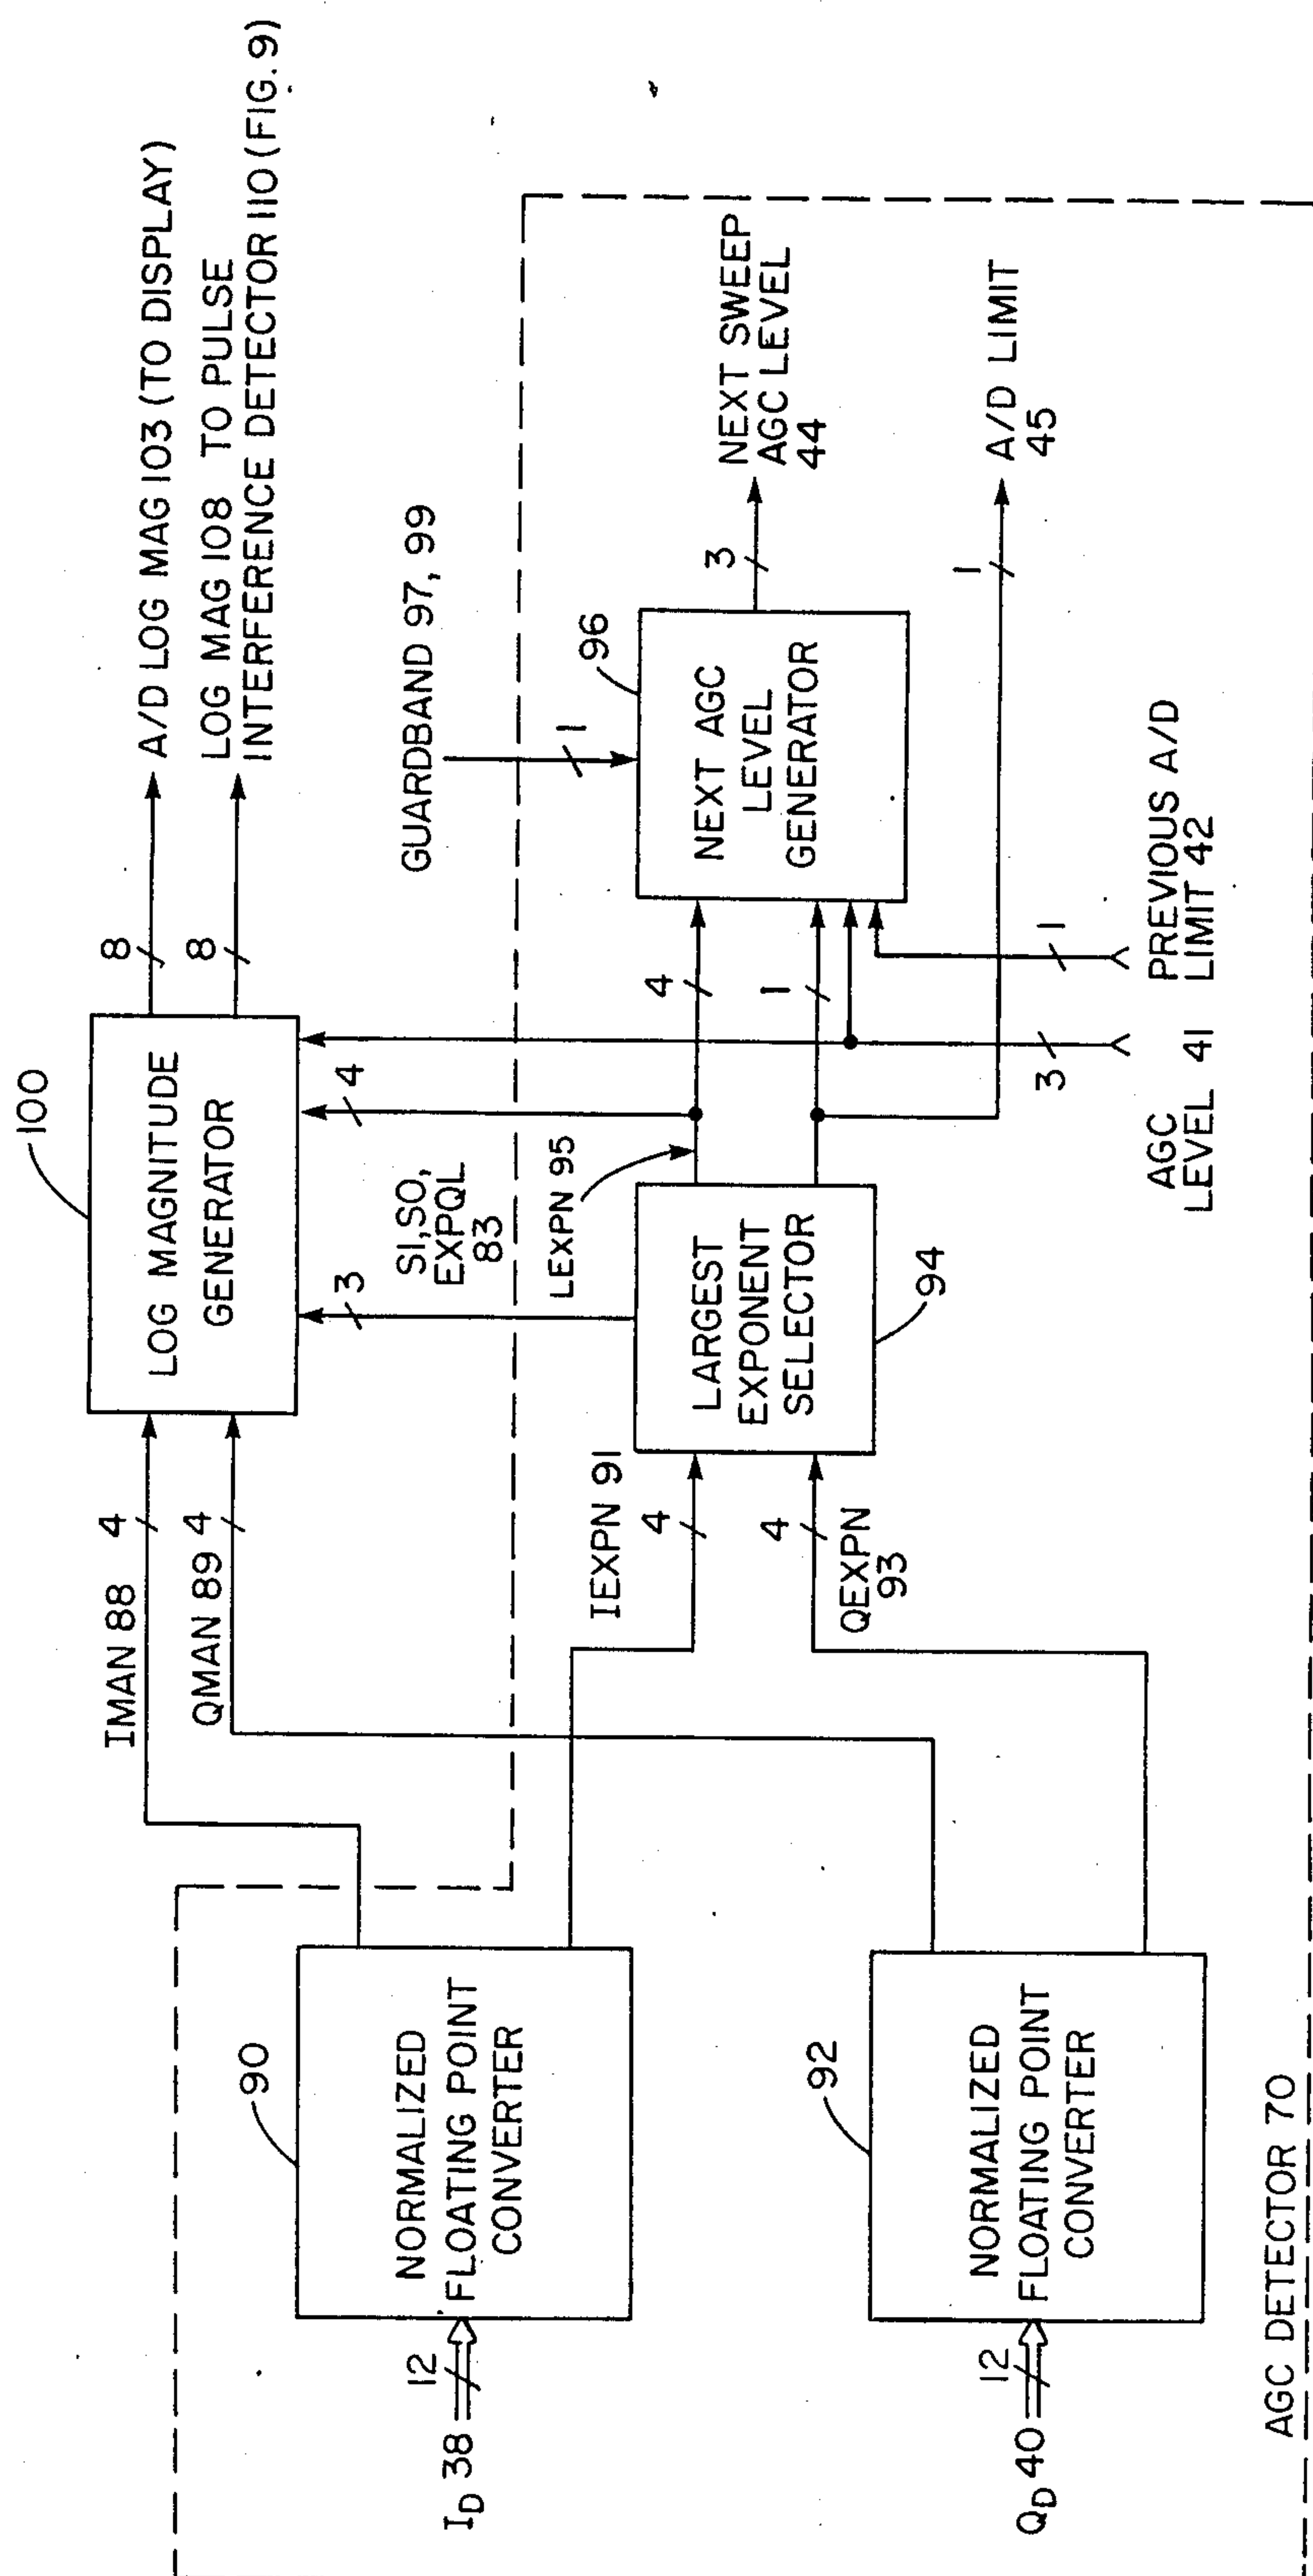 I_D 38
12
NORMALIZED
FLOATING POINT
CONVERTER
90
Q_D 40
12
NORMALIZED
FLOATING POINT
CONVERTER
92
AGC DETECTOR 70
IMAN 88
4
QMAN 89
4
IEXPN 91
4
QEXPN
93
4
100
LOG MAGNITUDE
GENERATOR
3
SI,SO,
EXPQL
83
4
LEXPN 95
LARGEST
EXPONENT
SELECTOR
94
8
A/D LOG MAG 103 (TO DISPLAY)
8
LOG MAG 108 TO PULSE
INTERFERENCE DETECTOR 110 (FIG. 9)
GUARDBAND 97, 99
1
96
4
1
NEXT AGC
LEVEL
GENERATOR
3
NEXT SWEEP
AGC LEVEL
44
1
A/D LIMIT
45
3
AGC
LEVEL 41
1
PREVIOUS A/D
LIMIT 42